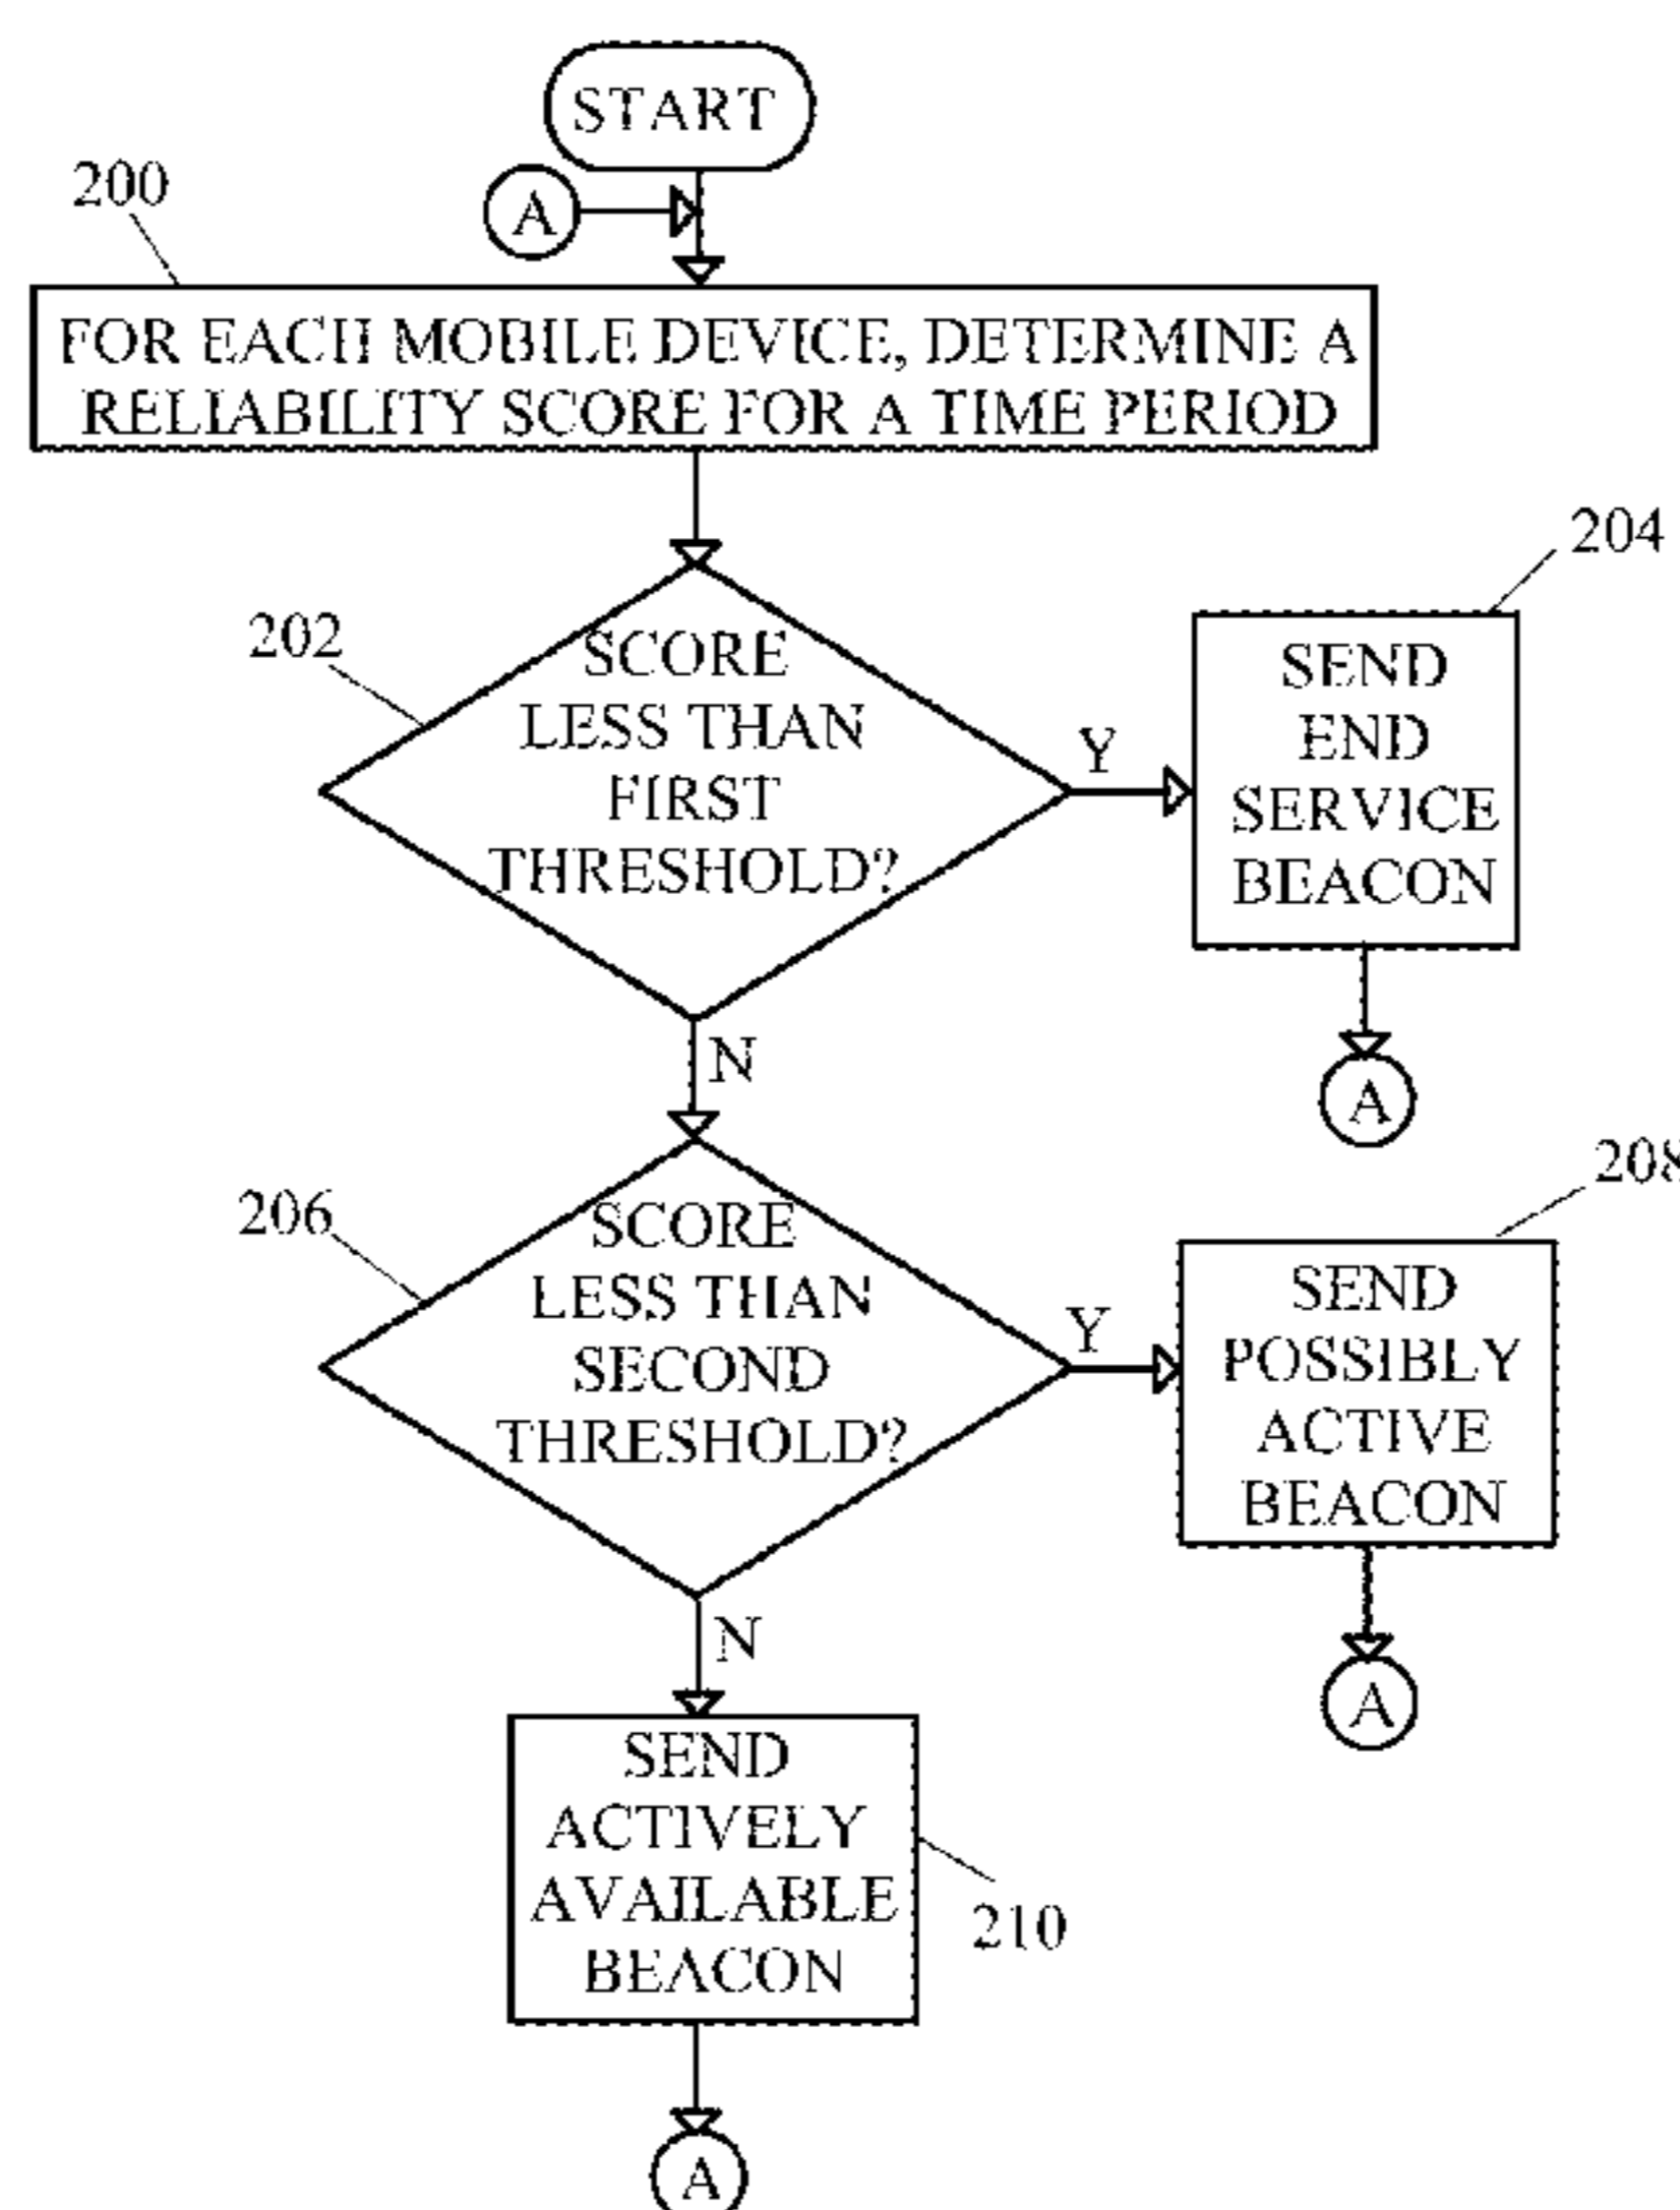 START
A
200
FOR EACH MOBILE DEVICE, DETERMINE A
RELIABILITY SCORE FOR A TIME PERIOD
202
SCORE
LESS THAN
FIRST
THRESHOLD?
Y
204
SEND
END
SERVICE
BEACON
A
N
206
SCORE
LESS THAN
SECOND
THRESHOLD?
Y
208
SEND
POSSIBLY
ACTIVE
BEACON
A
N
SEND
ACTIVELY
AVAILABLE
BEACON
210
A